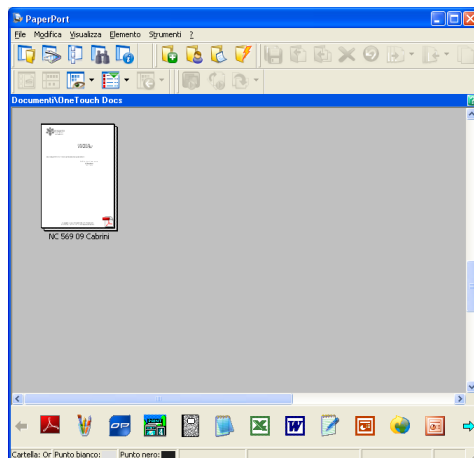 PaperPort
File Modifica Visualizza Elemento Strumenti ?
Documenti\OneTouch Docs
NC 569 09 Cabrini
Cartella: Or Punto bianco: Punto nero: